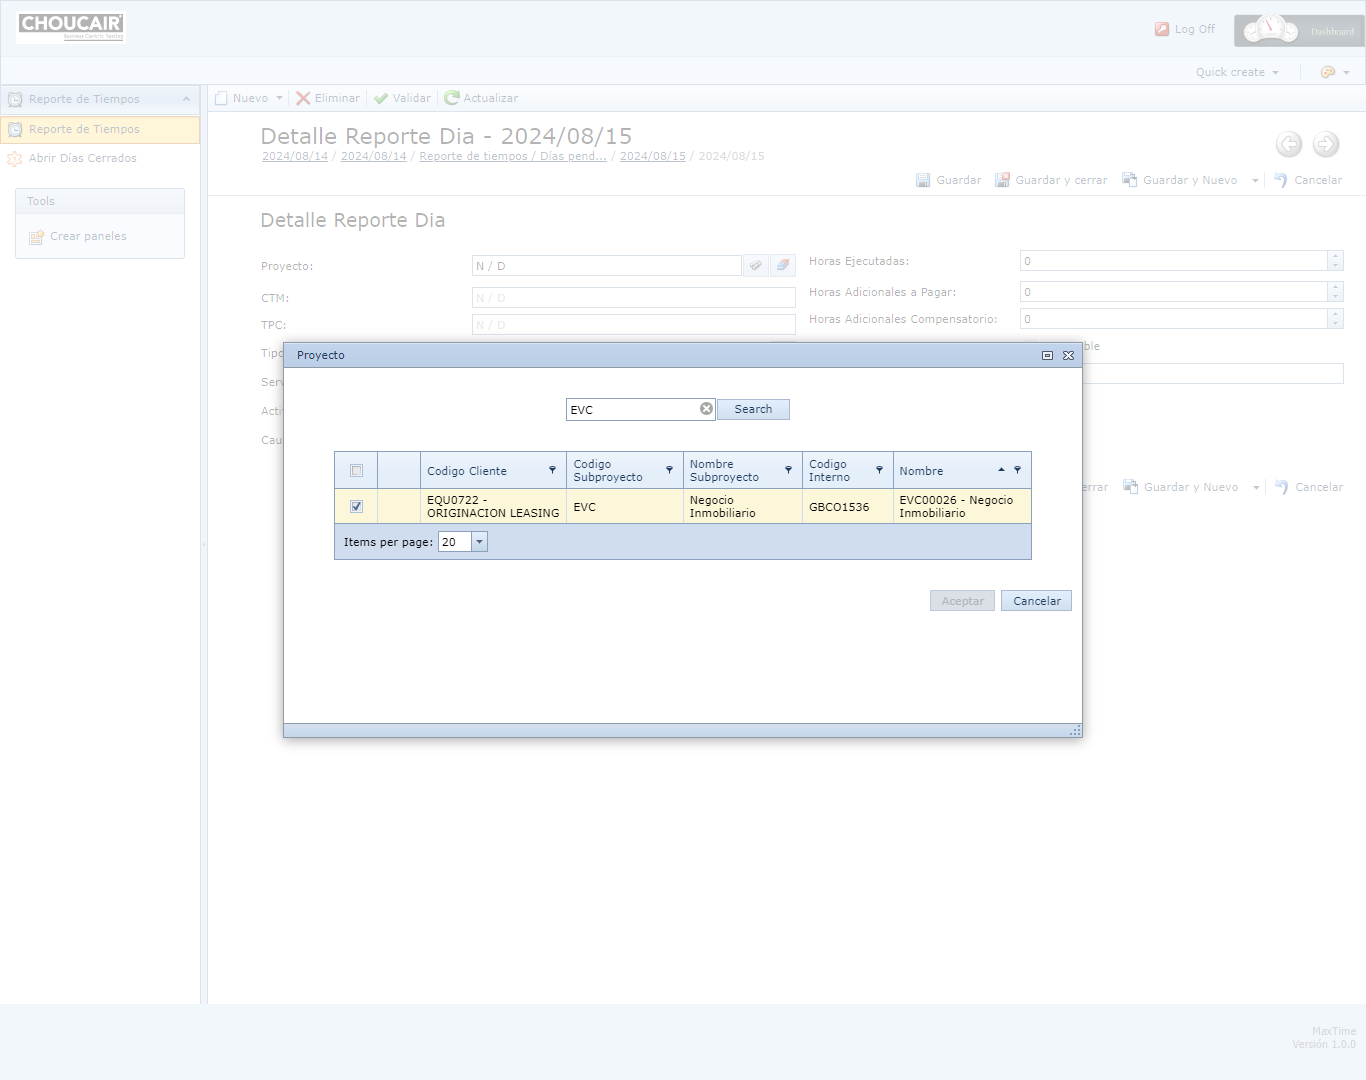 CHOUCAIR
Business Centric Testing
Log Off
Dashboard
Quick create
Reporte de Tiempos
Reporte de Tiempos
Abrir Días Cerrados
Tools
Crear paneles
Nuevo
Eliminar
Validar
Actualizar
Detalle Reporte Dia - 2024/08/15
2024/08/14 / 2024/08/14 / Reporte de tiempos / Días pend... / 2024/08/15 / 2024/08/15
Guardar
Guardar y cerrar
Guardar y Nuevo
Cancelar
Detalle Reporte Dia
Proyecto:
N / D
Horas Ejecutadas:
0
CTM:
N / D
Horas Adicionales a Pagar:
0
TPC:
N / D
Horas Adicionales Compensatorio:
0
Tipo
ble
Serv
Acti
Cau
errar
Guardar y Nuevo
Cancelar
Proyecto
EVC
Search
Codigo Cliente
Codigo
Subproyecto
Nombre
Subproyecto
Codigo
Interno
Nombre
EQU0722 -
ORIGINACION LEASING
EVC
Negocio
Inmobiliario
GBCO1536
EVC00026 - Negocio
Inmobiliario
Items per page:
20
Aceptar
Cancelar
MaxTime
Versión 1.0.0